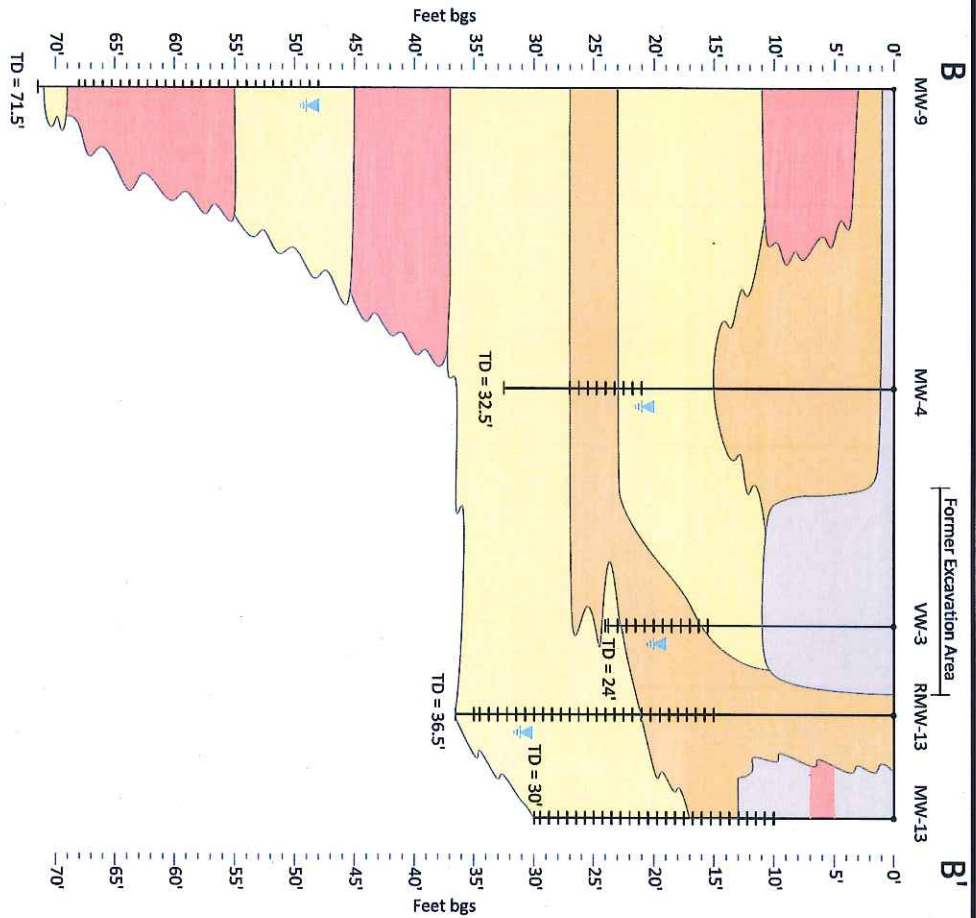 B
B'
MW-9
MW-4
VW-3
RMW-13
MW-13
Former Excavation Area
Feet bgs
0'
5'
10'
15'
20'
25'
30'
35'
40'
45'
50'
55'
60'
65'
70'
TD = 71.5'
TD = 32.5'
TD = 24'
TD = 36.5'
TD = 30'
0'
5'
10'
15'
20'
25'
30'
35'
40'
45'
50'
55'
60'
65'
70'
Feet bgs